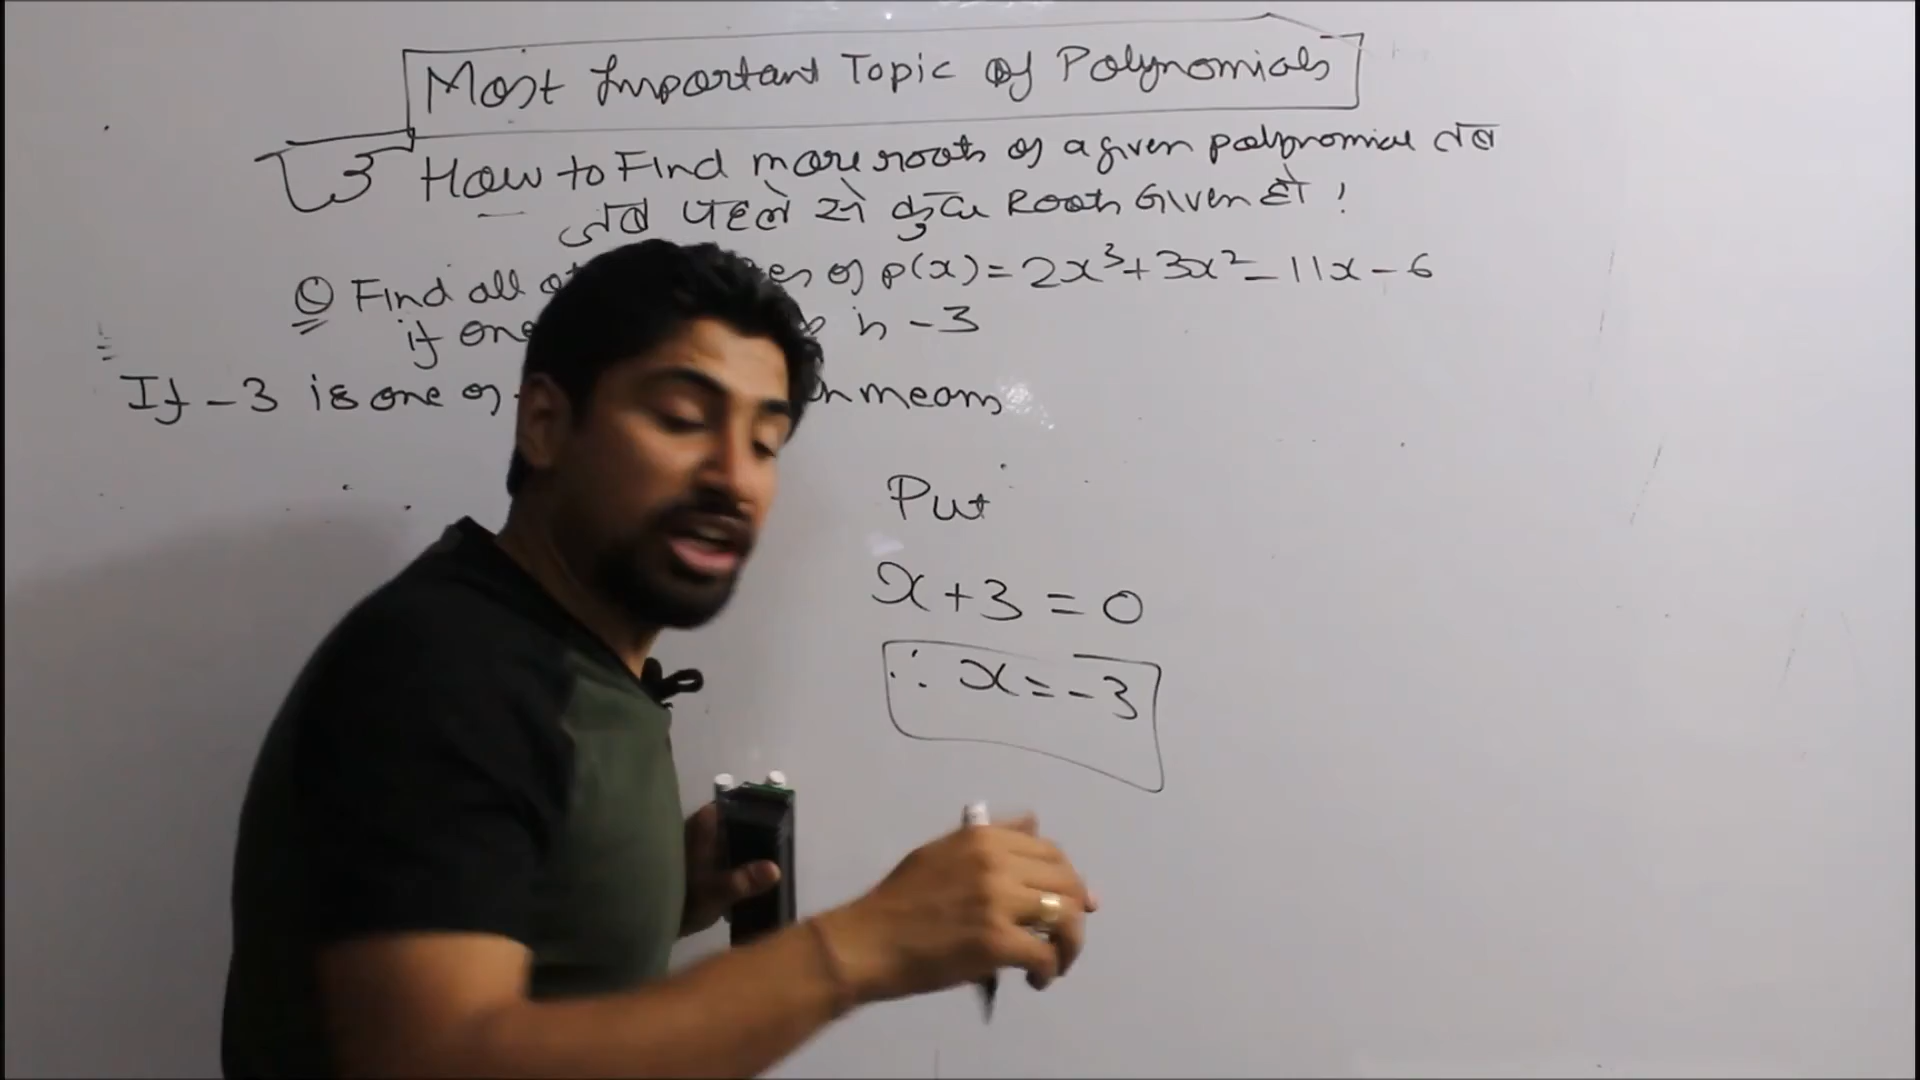 Most Important Topic of Polynomials
3 How to Find more roots of a given polynomial तब
जब पहले से कुछ Roots Given हो !
Q Find all of p(x) = 2x³ + 3x² - 11x - 6
if one is -3
If -3 is one of means
Put
x + 3 = 0
∴ x = -3